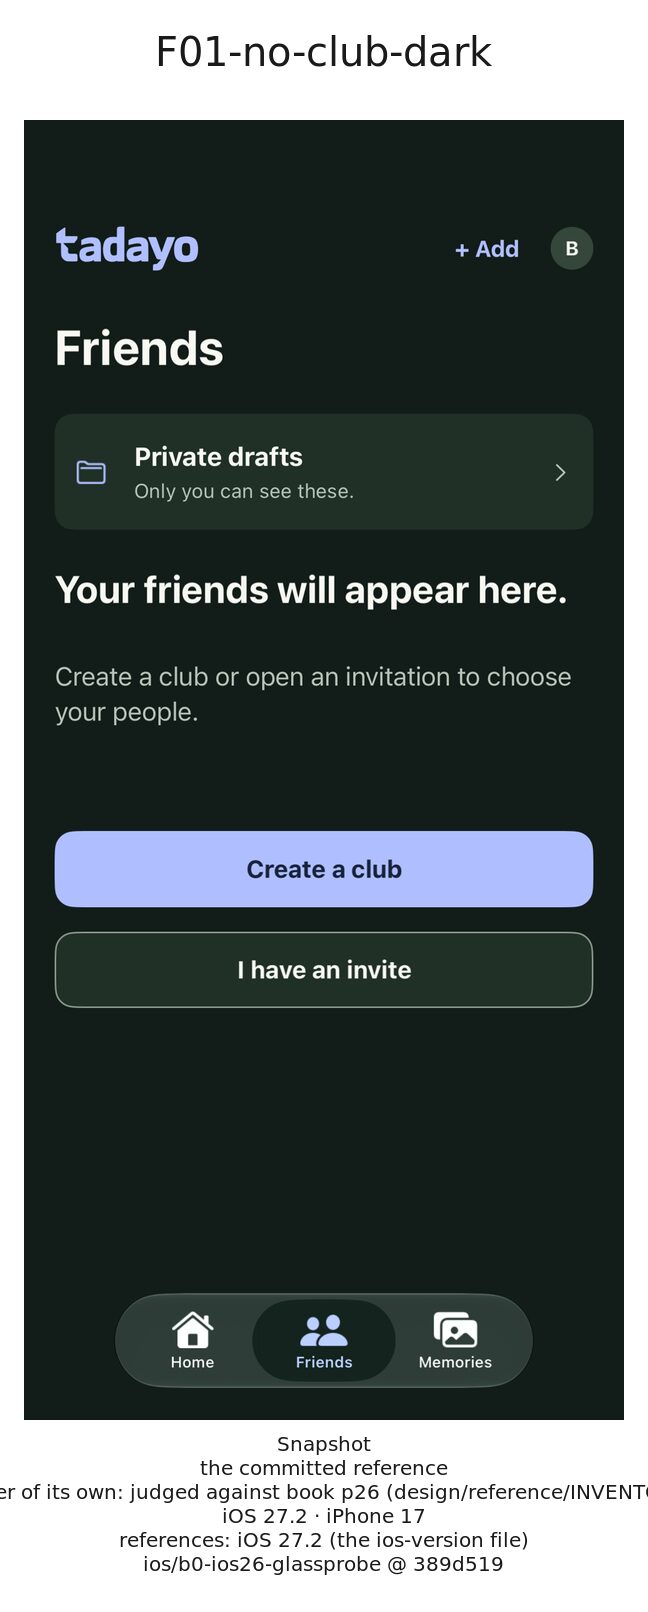 F01-no-club-dark
tadayo
+ Add
B
Friends
Private drafts
Only you can see these.
Your friends will appear here.
Create a club or open an invitation to choose
your people.
Create a club
I have an invite
Home
Friends
Memories
Snapshot
the committed reference
of its own: judged against book p26 (design/reference/
iOS 27.2 · iPhone 17
references: iOS 27.2 (the ios-version file)
ios/b0-ios26-glassprobe @ 389d519